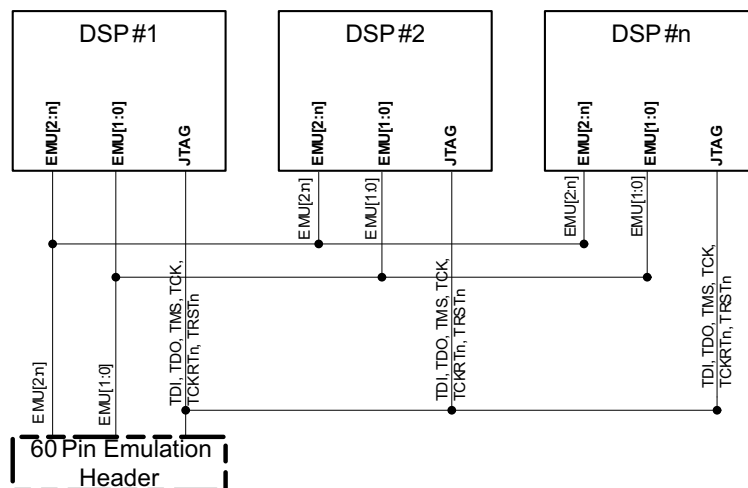 DSP #1
DSP #2
DSP #n
EMU[2:n]
EMU[1:0]
JTAG
EMU[2:n]
EMU[1:0]
JTAG
EMU[2:n]
EMU[1:0]
JTAG
EMU[2:n]
EMU[1:0]
EMU[2:n]
EMU[1:0]
EMU[2:n]
EMU[1:0]
TDI, TDO, TMS, TCK,
TCKRTn, TRSTn
TDI, TDO, TMS, TCK,
TCKRTn, TRSTn
TDI, TDO, TMS, TCK,
TCKRTn, TRSTn
60 Pin Emulation
Header